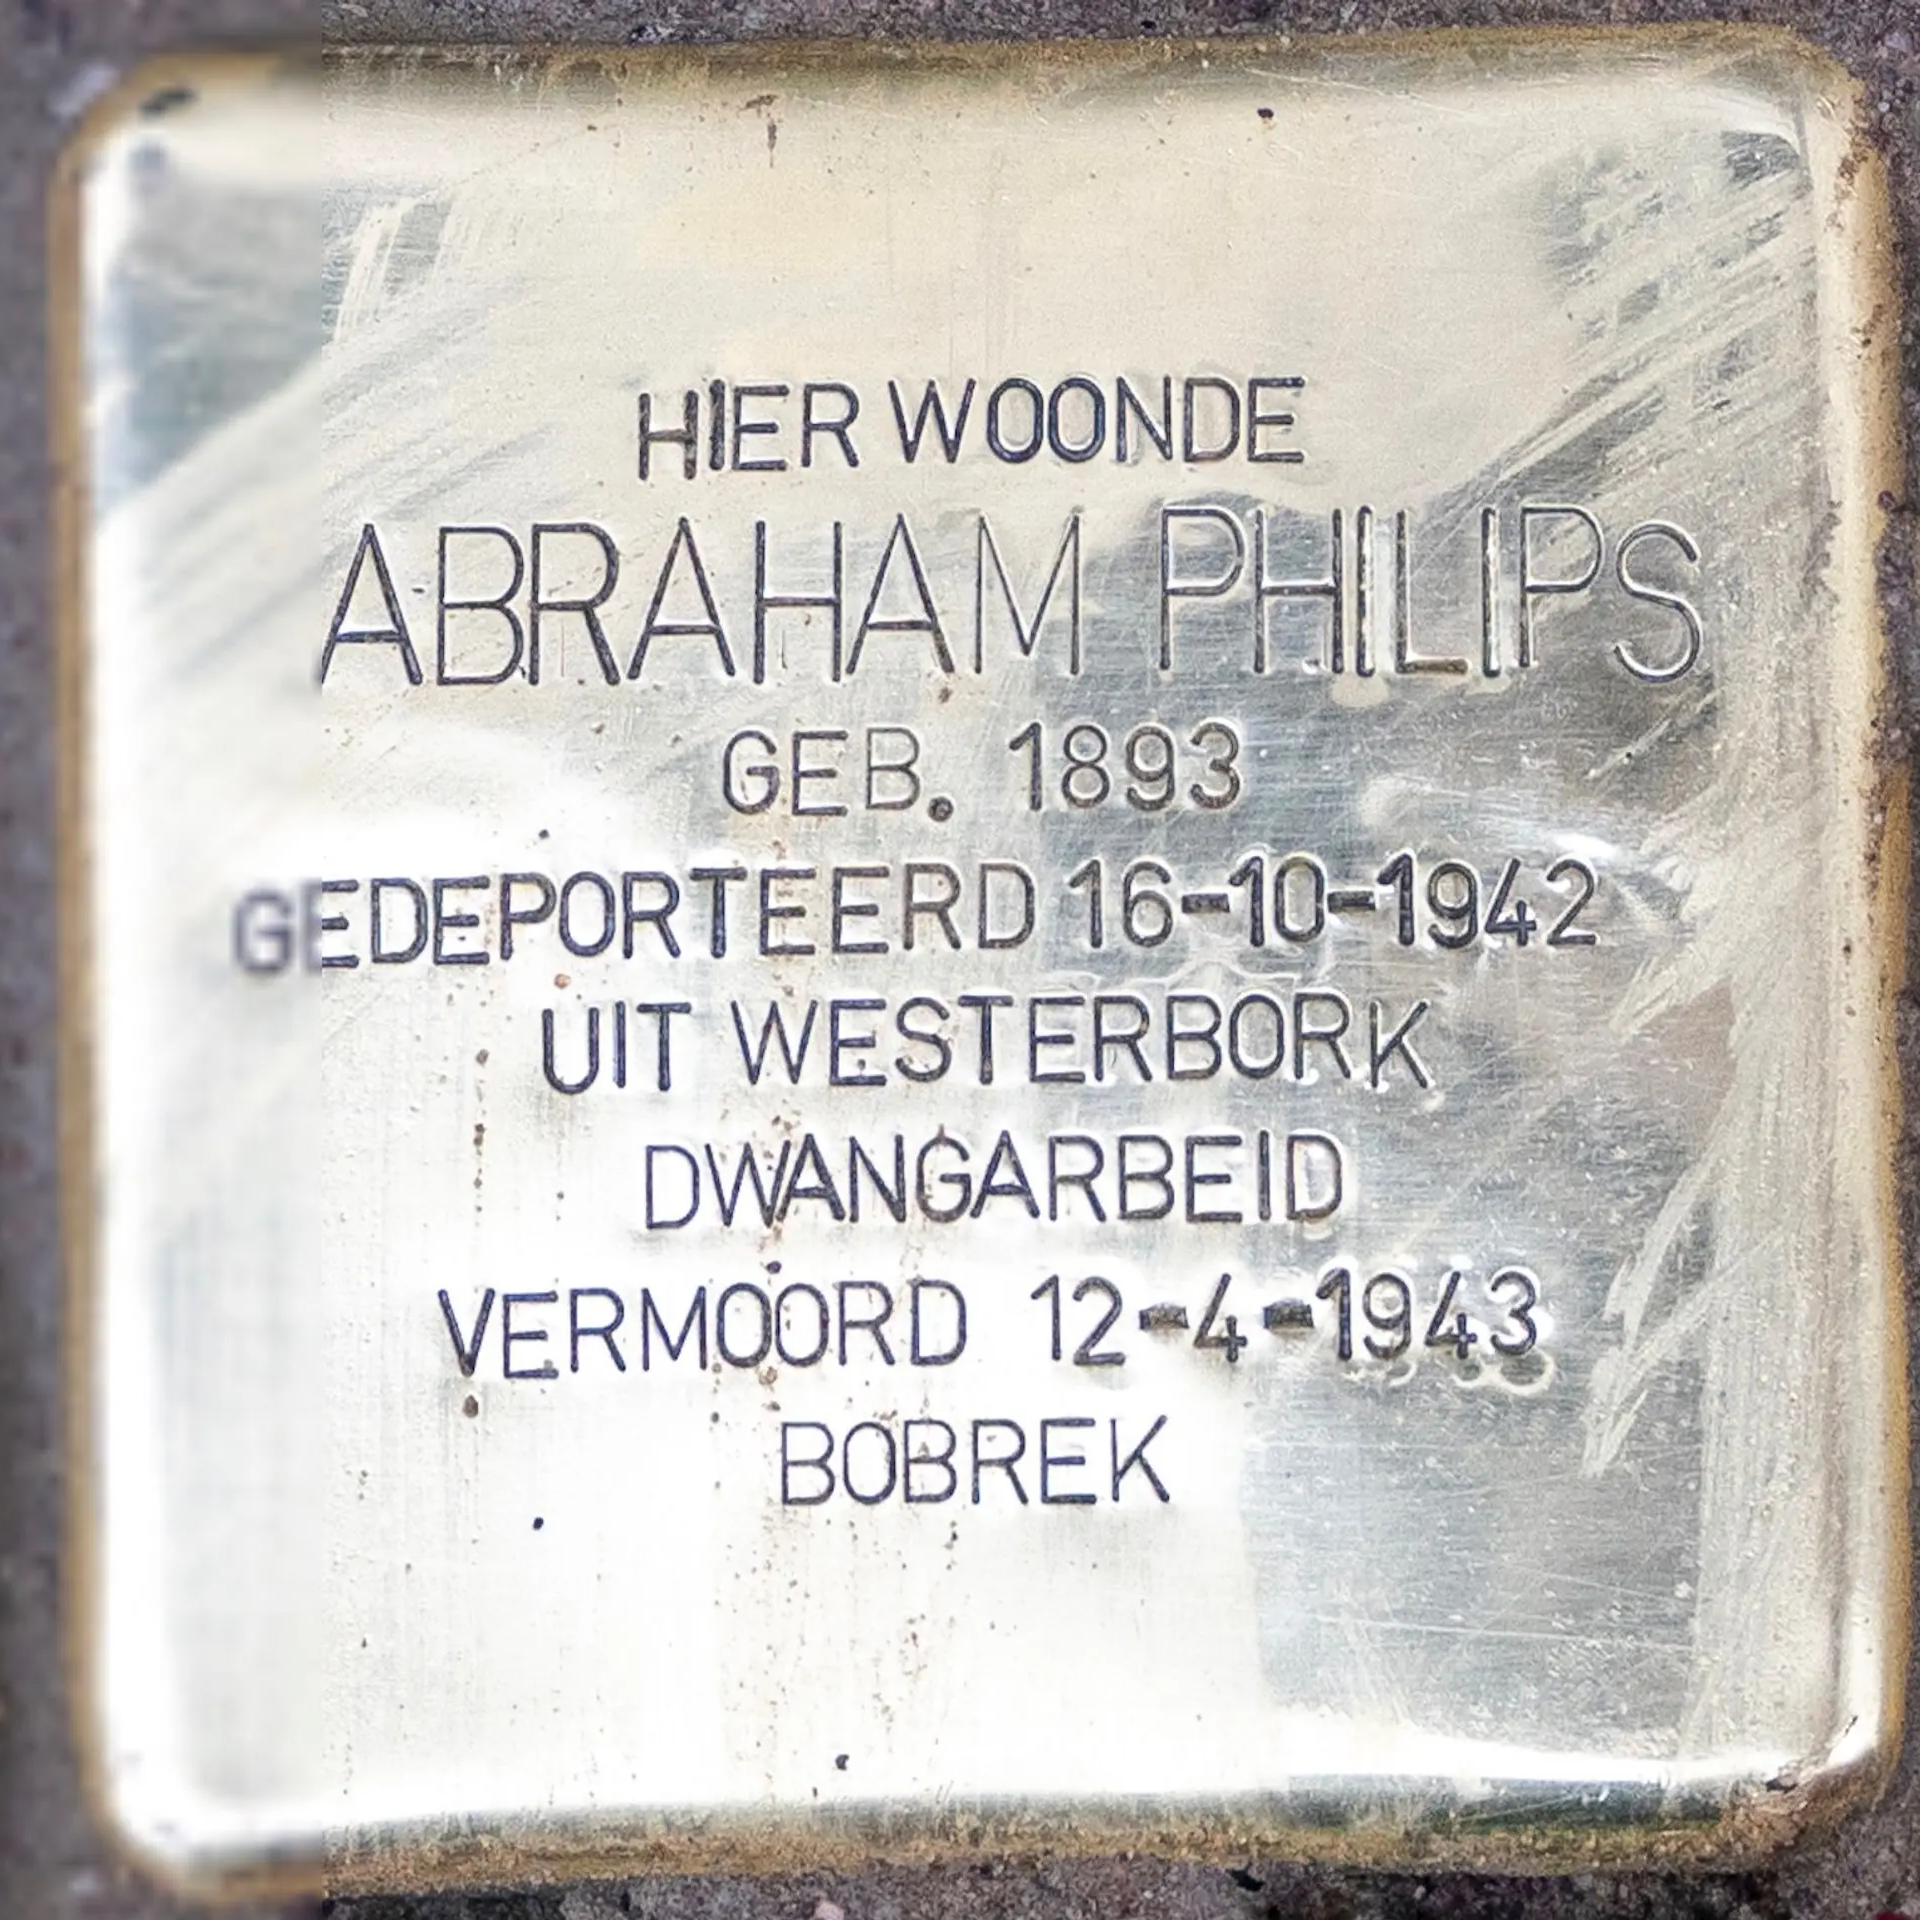 HIER WOONDE
ABRAHAM PHILIPS
GEB. 1893
GEDEPORTEERD 16-10-1942
UIT WESTERBORK
DWANGARBEID
VERMOORD 12-4-1943
BOBREK